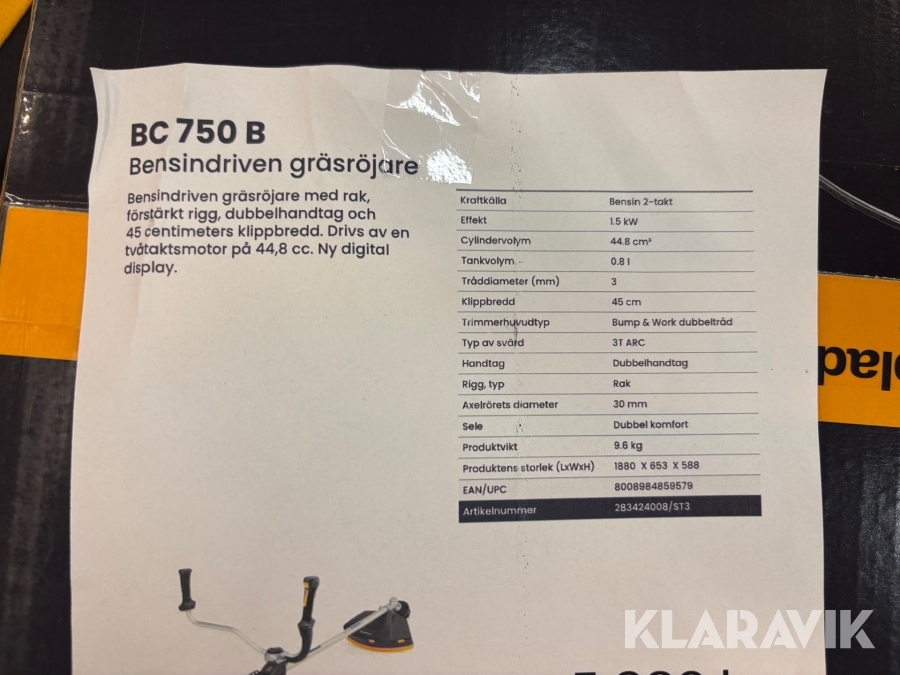 BC 750 B
Bensindriven gräsröjare
Bensindriven gräsröjare med rak,
förstärkt rigg, dubbelhandtag och
45 centimeters klippbredd. Drivs av en
tvåtaktsmotor på 44,8 cc. Ny digital
display.
Kraftkälla Bensin 2-takt
Effekt 1.5 kW
Cylindervolym 44.8 cm³
Tankvolym 0.8 l
Tråddiameter (mm) 3
Klippbredd 45 cm
Trimmerhuvudtyp Bump & Work dubbeltråd
Typ av svärd 3T ARC
Handtag Dubbelhandtag
Rigg, typ Rak
Axelrörets diameter 30 mm
Sele Dubbel komfort
Produktvikt 9.6 kg
Produktens storlek (LxWxH) 1880 X 653 X 588
EAN/UPC 8008984859579
Artikelnummer 283424008/ST3
KLARAVIK